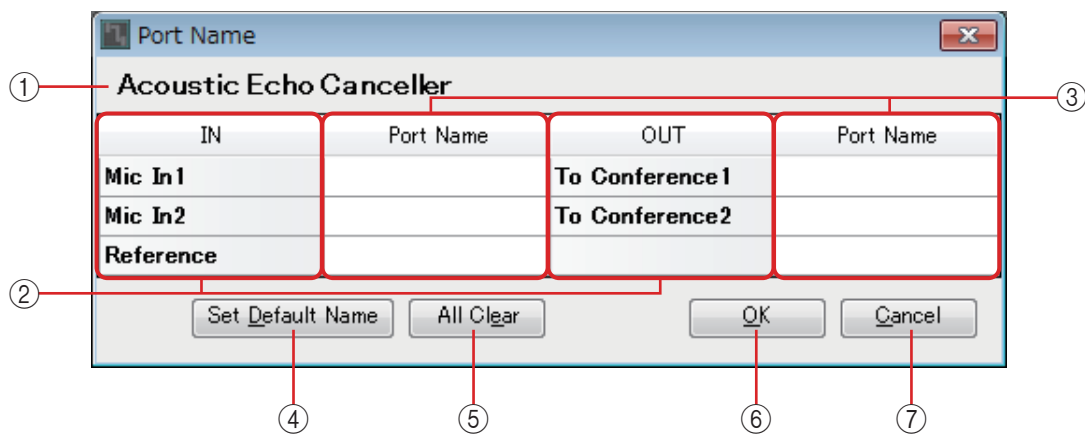 Port Name
① Acoustic Echo Canceller ③
IN Port Name OUT Port Name
Mic In1 To Conference1
Mic In2 To Conference2
Reference
②
Set Default Name All Clear OK Cancel
④ ⑤ ⑥ ⑦